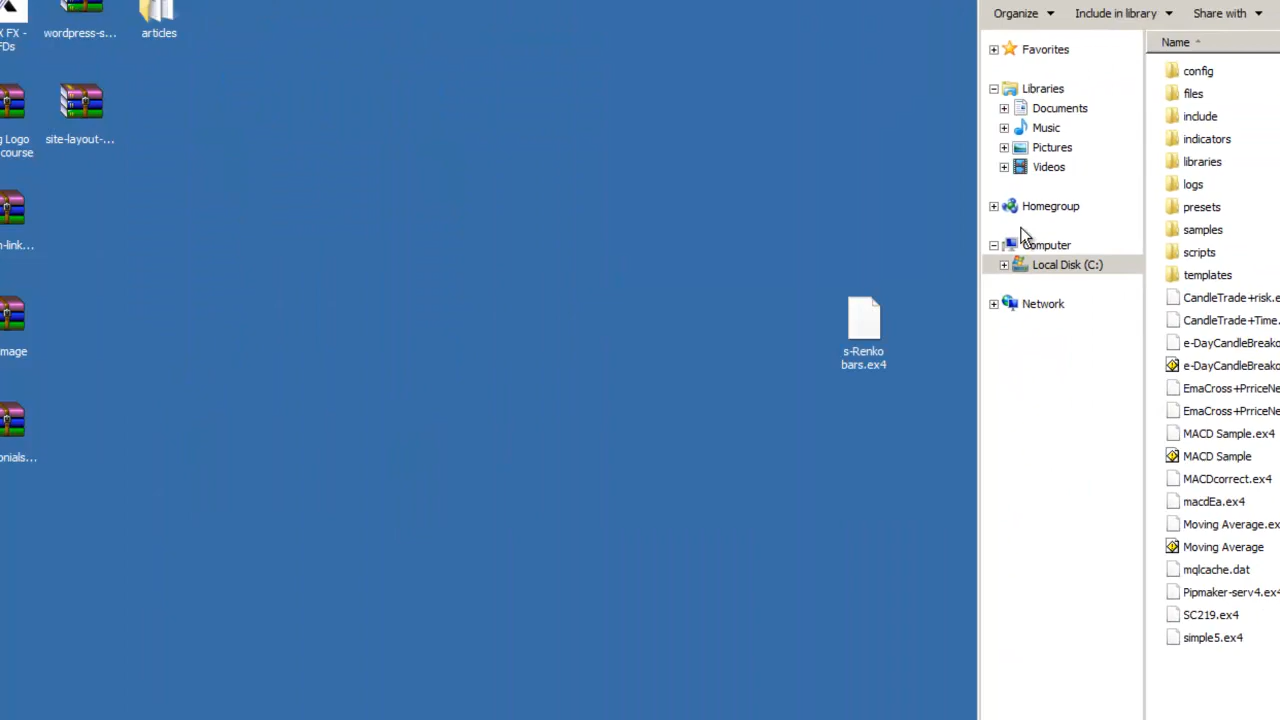 X FX -
FDs
wordpress-s...
articles
g Logo
course
site-layout-...
n-link...
mage
onials...
s-Renko
bars.ex4
Organize
Include in library
Share with
Favorites
Libraries
Documents
Music
Pictures
Videos
Homegroup
Computer
Local Disk (C:)
Network
Name
config
files
include
indicators
libraries
logs
presets
samples
scripts
templates
CandleTrade+risk.e
CandleTrade+Time.
e-DayCandleBreako
e-DayCandleBreako
EmaCross+PrriceNe
EmaCross+PrriceNe
MACD Sample.ex4
MACD Sample
MACDcorrect.ex4
macdEa.ex4
Moving Average.ex
Moving Average
mqlcache.dat
Pipmaker-serv4.ex4
SC219.ex4
simple5.ex4